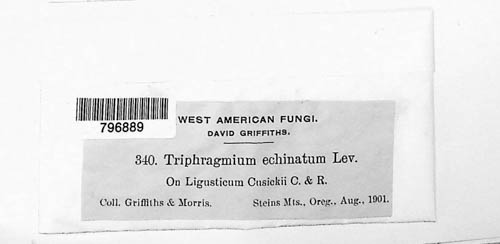 796889
WEST AMERICAN FUNGI.
DAVID GRIFFITHS.
340. Triphragmium echinatum Lev.
On Ligusticum Cusickii C. & R.
Coll. Griffiths & Morris. Steins Mts., Oreg., Aug., 1901.